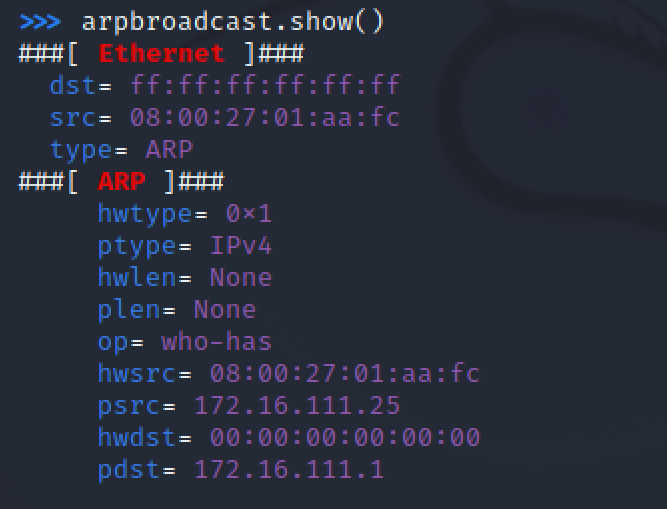 >>> arpbroadcast.show()
###[ Ethernet ]###
dst= ff:ff:ff:ff:ff:ff
src= 08:00:27:01:aa:fc
type= ARP
###[ ARP ]###
hwtype= 0×1
ptype= IPv4
hwlen= None
plen= None
op= who-has
hwsrc= 08:00:27:01:aa:fc
psrc= 172.16.111.25
hwdst= 00:00:00:00:00:00
pdst= 172.16.111.1